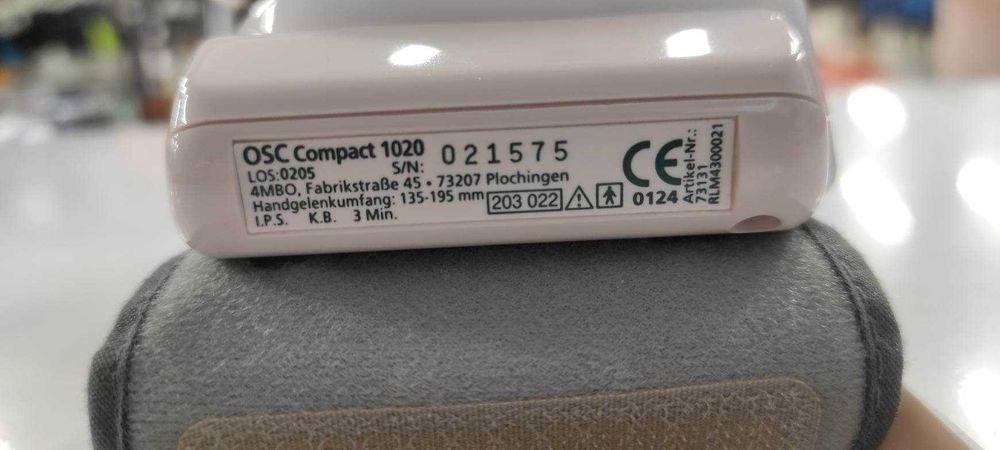 OSC Compact 1020
LOS:0205 S/N: 021575
4MBO, Fabrikstraße 45 • 73207 Plochingen
Handgelenkumfang: 135-195 mm 203 022
I.P.S. K.B. 3 Min.
CE
0124
Artikel-Nr.:
73131
RLM4300021